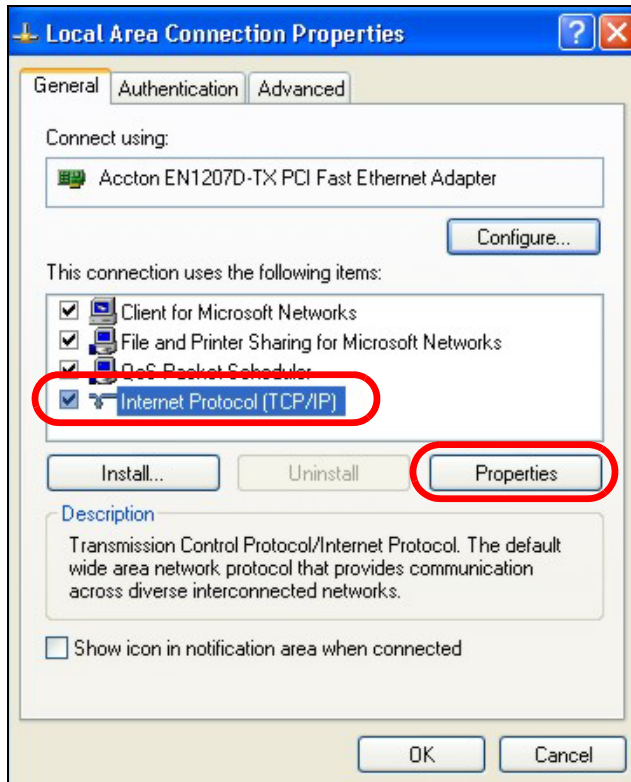 Local Area Connection Properties
General Authentication Advanced
Connect using:
Accton EN1207D-TX PCI Fast Ethernet Adapter
Configure...
This connection uses the following items:
Client for Microsoft Networks
File and Printer Sharing for Microsoft Networks
QoS Packet Scheduler
Internet Protocol (TCP/IP)
Install... Uninstall Properties
Description
Transmission Control Protocol/Internet Protocol. The default
wide area network protocol that provides communication
across diverse interconnected networks.
Show icon in notification area when connected
OK Cancel